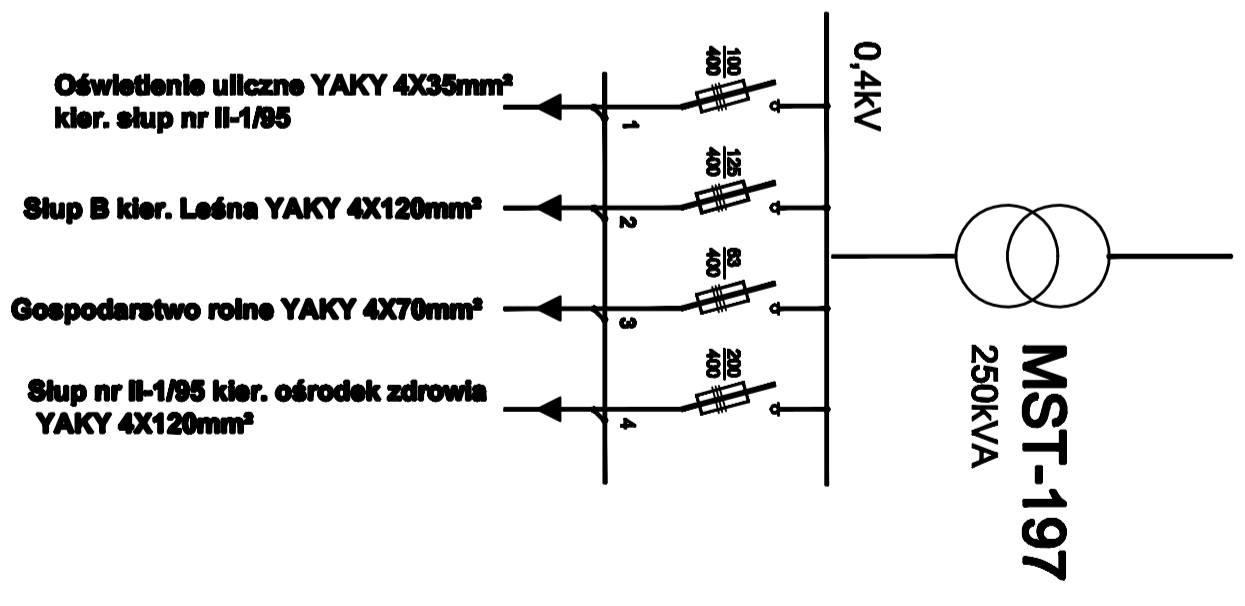 Oświetlenie uliczne YAKY 4X35mm²
kier. słup nr II-1/95
100
400
1
Słup B kier. Leśna YAKY 4X120mm²
125
400
2
Gospodarstwo rolne YAKY 4X70mm²
63
400
3
Słup nr II-1/95 kier. ośrodek zdrowia
YAKY 4X120mm²
200
400
4
0,4kV
MST-197
250kVA